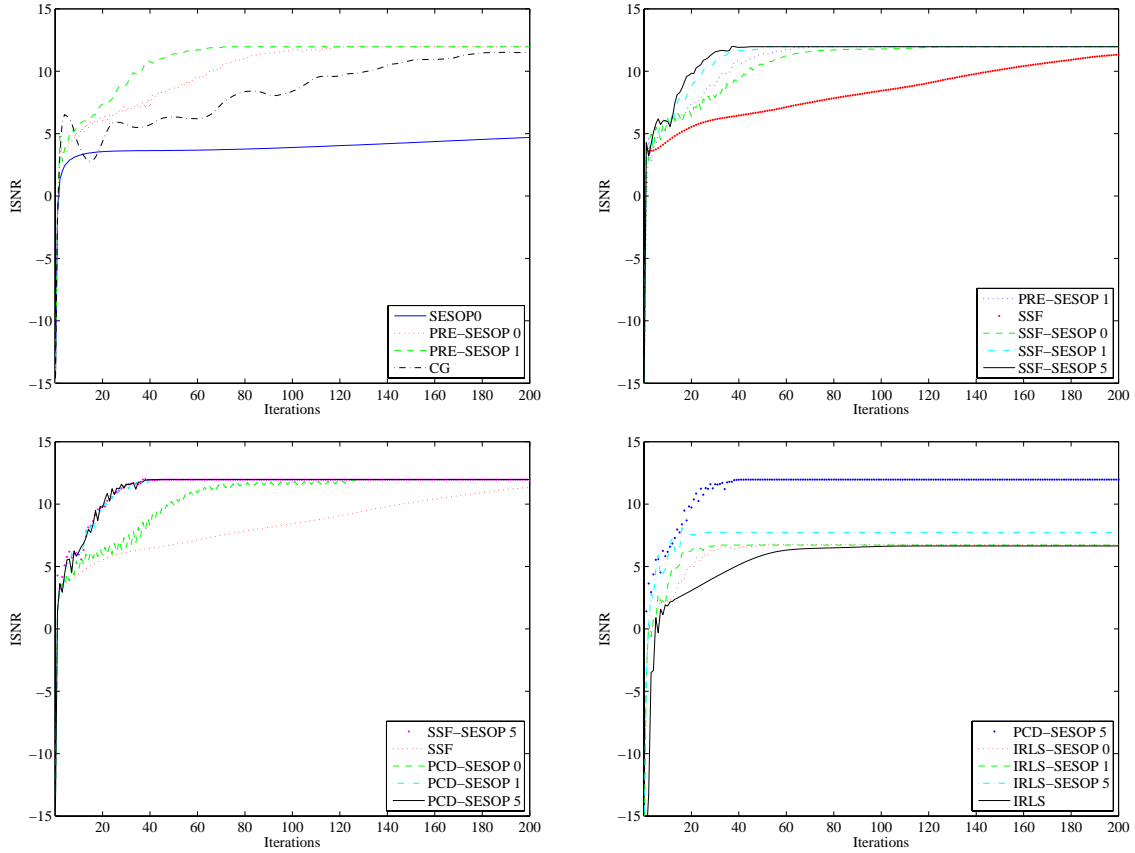 15
10
5
0
−5
−10
−15
ISNR
20 40 60 80 100 120 140 160 180 200
Iterations
SESOP0
PRE−SESOP 0
PRE−SESOP 1
CG
15
10
5
0
−5
−10
−15
ISNR
20 40 60 80 100 120 140 160 180 200
Iterations
PRE−SESOP 1
SSF
SSF−SESOP 0
SSF−SESOP 1
SSF−SESOP 5
15
10
5
0
−5
−10
−15
ISNR
20 40 60 80 100 120 140 160 180 200
Iterations
SSF−SESOP 5
SSF
PCD−SESOP 0
PCD−SESOP 1
PCD−SESOP 5
15
10
5
0
−5
−10
−15
ISNR
20 40 60 80 100 120 140 160 180 200
Iterations
PCD−SESOP 5
IRLS−SESOP 0
IRLS−SESOP 1
IRLS−SESOP 5
IRLS